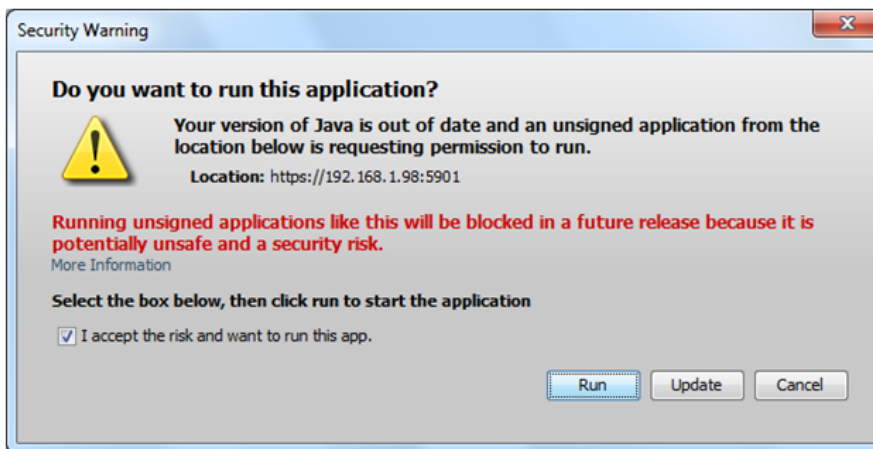 Security Warning
Do you want to run this application?
Your version of Java is out of date and an unsigned application from the
location below is requesting permission to run.
Location: https://192.168.1.98:5901
Running unsigned applications like this will be blocked in a future release because it is
potentially unsafe and a security risk.
More Information
Select the box below, then click run to start the application
I accept the risk and want to run this app.
Run Update Cancel